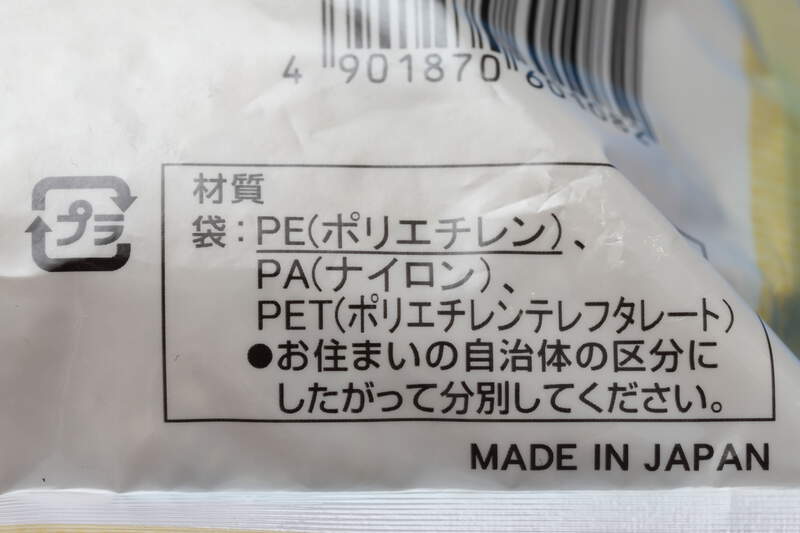 4 901870 601082
プラ
材質
袋：PE(ポリエチレン)、
PA(ナイロン)、
PET(ポリエチレンテレフタレート)
●お住まいの自治体の区分に
したがって分別してください。
MADE IN JAPAN